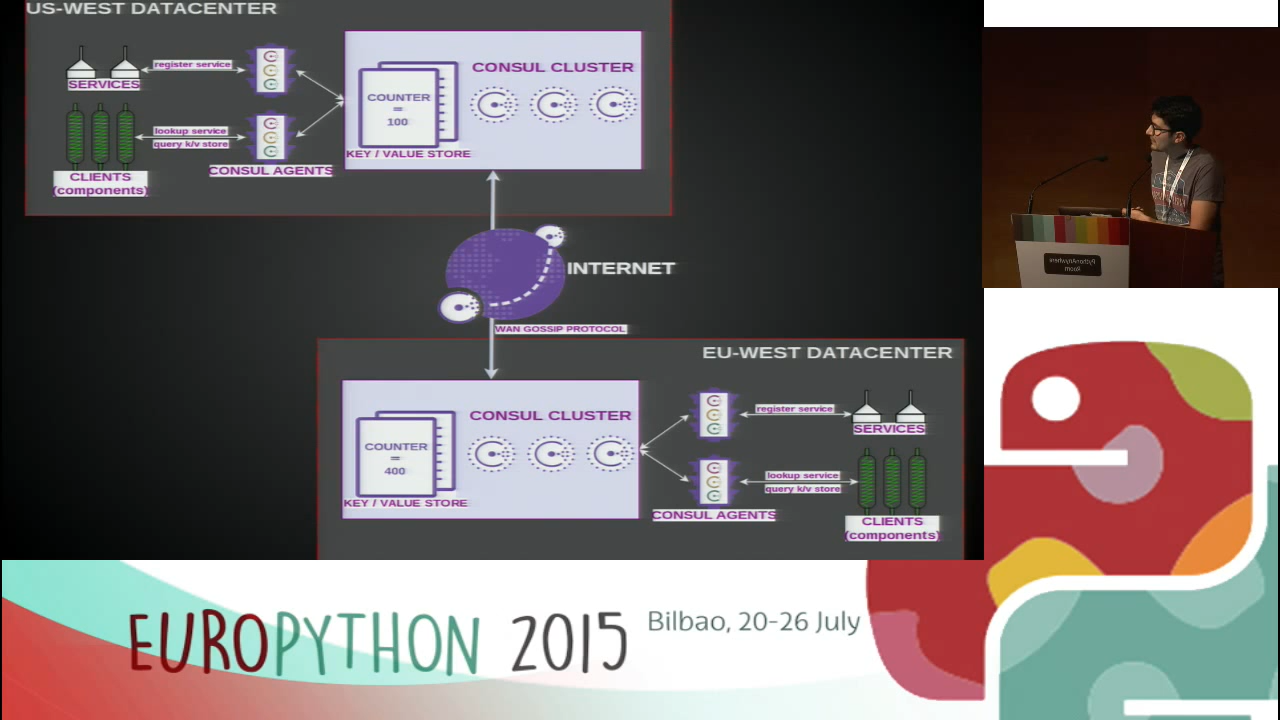 US-WEST DATACENTER
SERVICES
register service
CLIENTS
(components)
lookup service
query k/v store
CONSUL AGENTS
COUNTER
=
100
KEY / VALUE STORE
CONSUL CLUSTER
INTERNET
WAN GOSSIP PROTOCOL
EU-WEST DATACENTER
COUNTER
=
400
KEY / VALUE STORE
CONSUL CLUSTER
CONSUL AGENTS
register service
SERVICES
lookup service
query k/v store
CLIENTS
(components)
PythonAnywhere
Room
EUROPYTHON 2015
Bilbao, 20-26 July